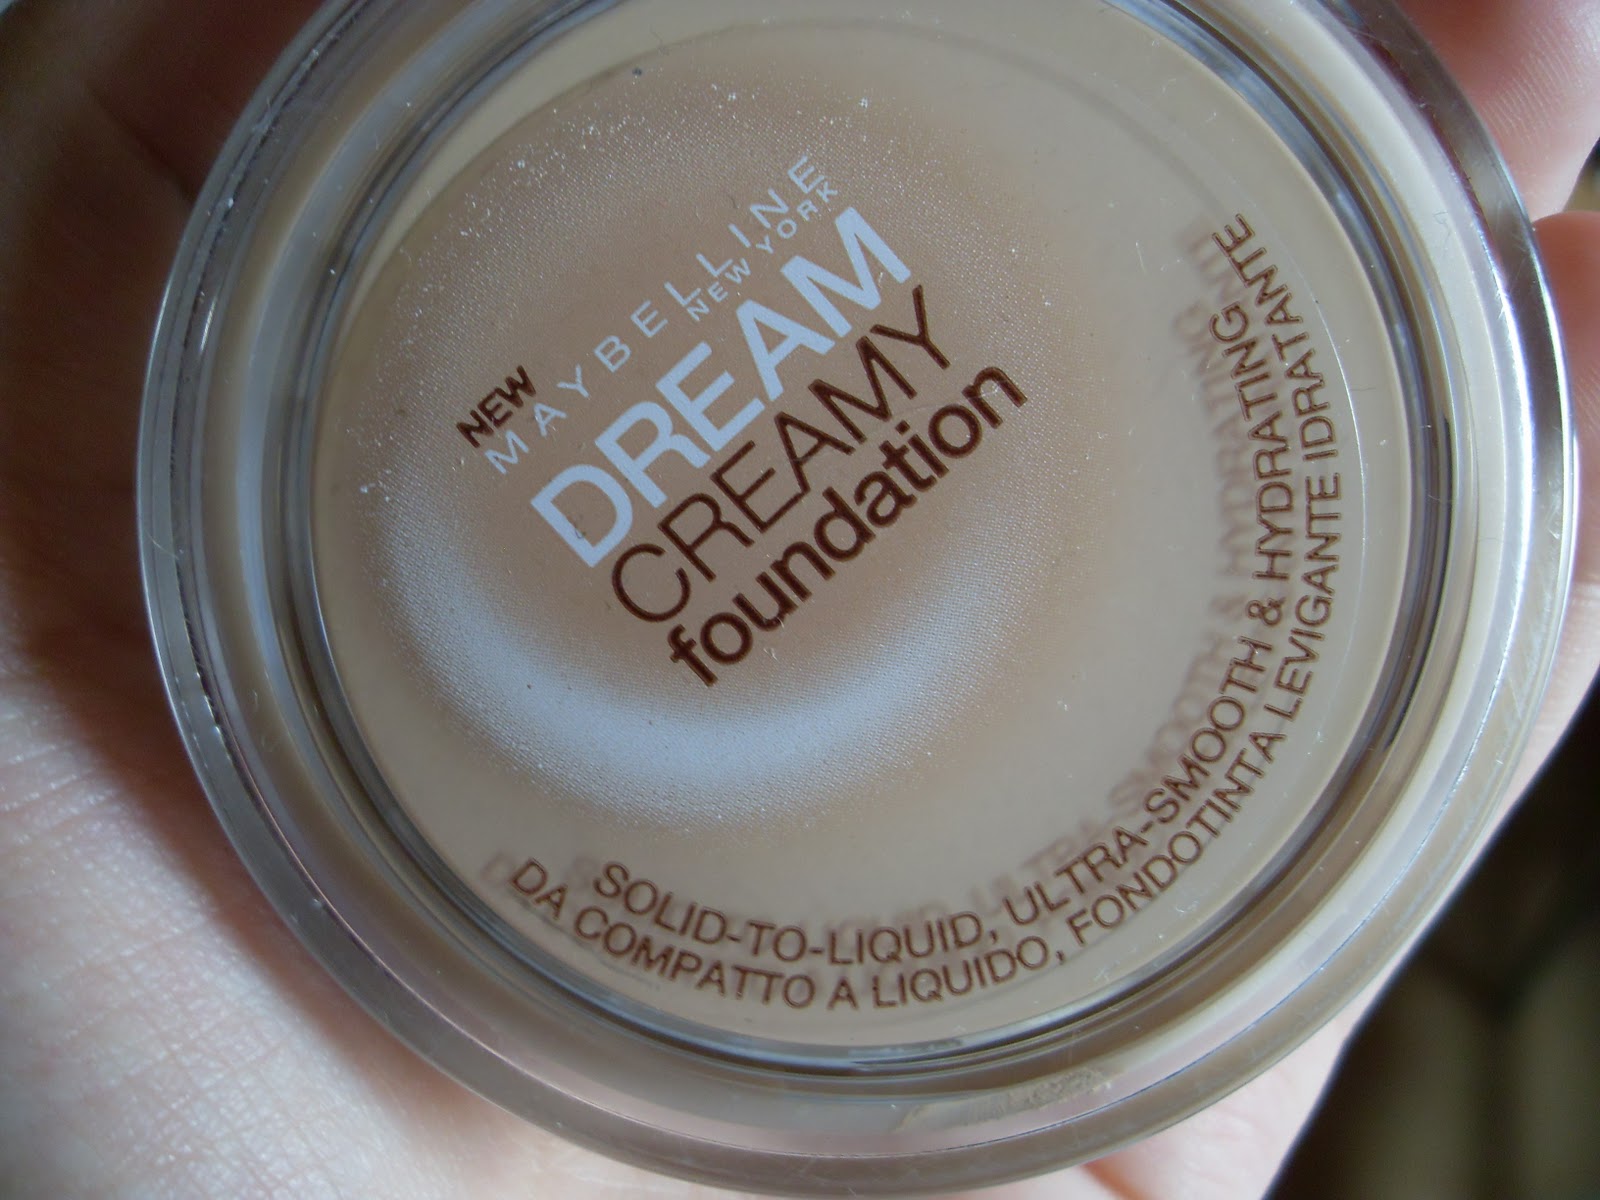 NEW
MAYBELLINE
NEW YORK
DREAM
CREAMY
foundation
SOLID-TO-LIQUID, ULTRA-SMOOTH & HYDRATING
DA COMPATTO A LIQUIDO, FONDOTINTA LEVIGANTE IDRATANTE